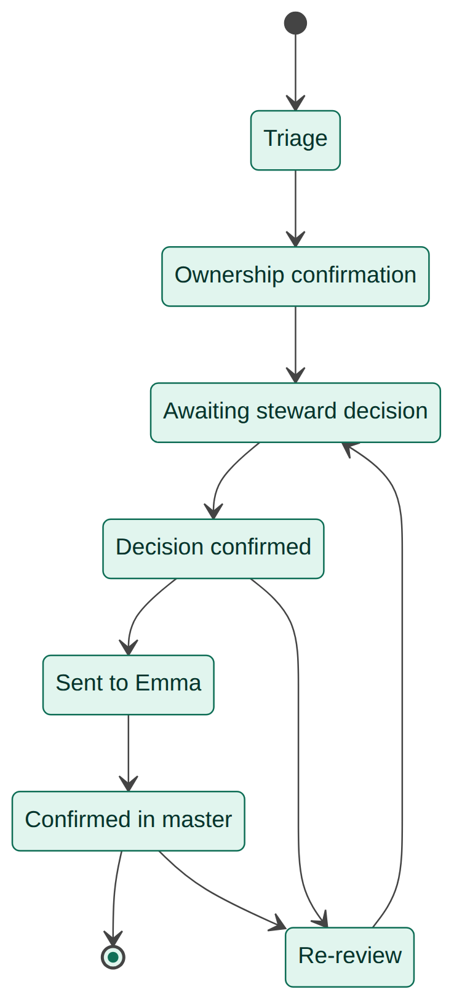 Triage
Ownership confirmation
Awaiting steward decision
Decision confirmed
Sent to Emma
Confirmed in master
Re-review